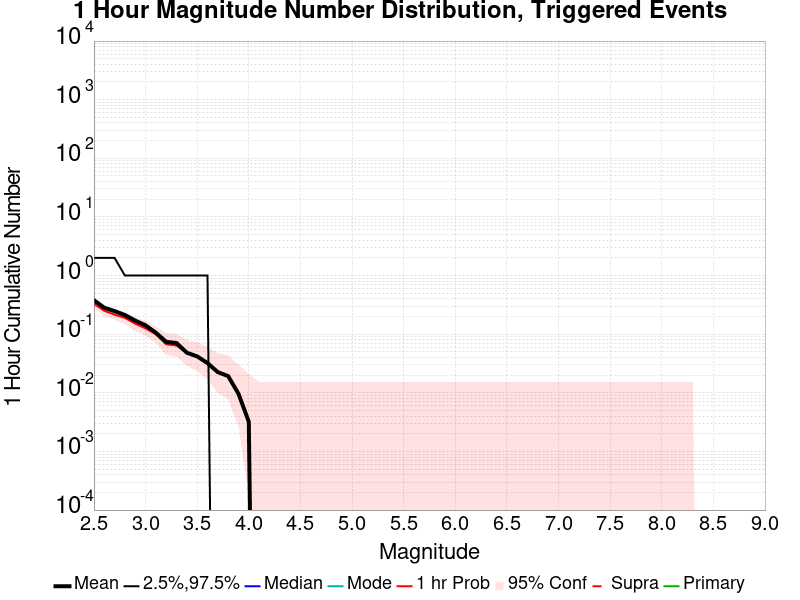 1 Hour Magnitude Number Distribution, Triggered Events
10^4
10^3
10^2
10^1
10^0
10^-1
10^-2
10^-3
10^-4
1 Hour Cumulative Number
2.5 3.0 3.5 4.0 4.5 5.0 5.5 6.0 6.5 7.0 7.5 8.0 8.5 9.0
Magnitude
Mean 2.5%,97.5% Median Mode 1 hr Prob 95% Conf Supra Primary